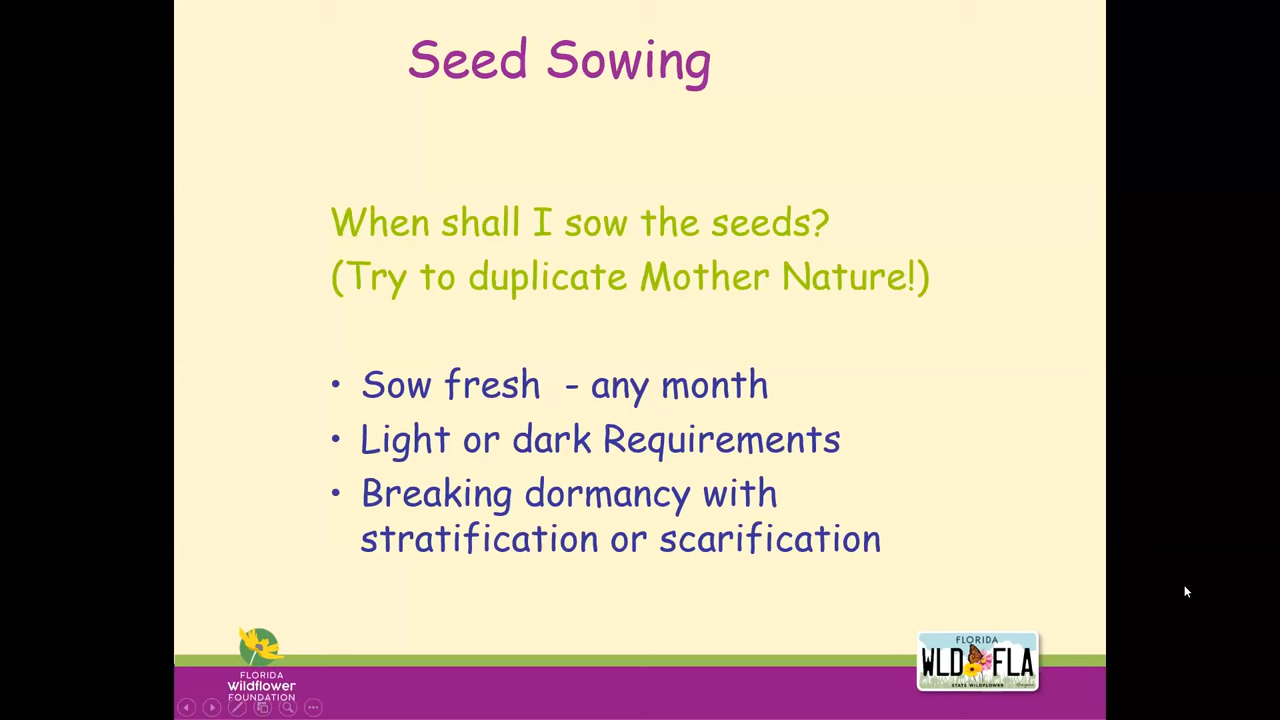 Seed Sowing
When shall I sow the seeds?
(Try to duplicate Mother Nature!)
• Sow fresh - any month
• Light or dark Requirements
• Breaking dormancy with
stratification or scarification
FLORIDA
Wildflower
FOUNDATION
FLORIDA
WLD FLA
STATE WILDFLOWER